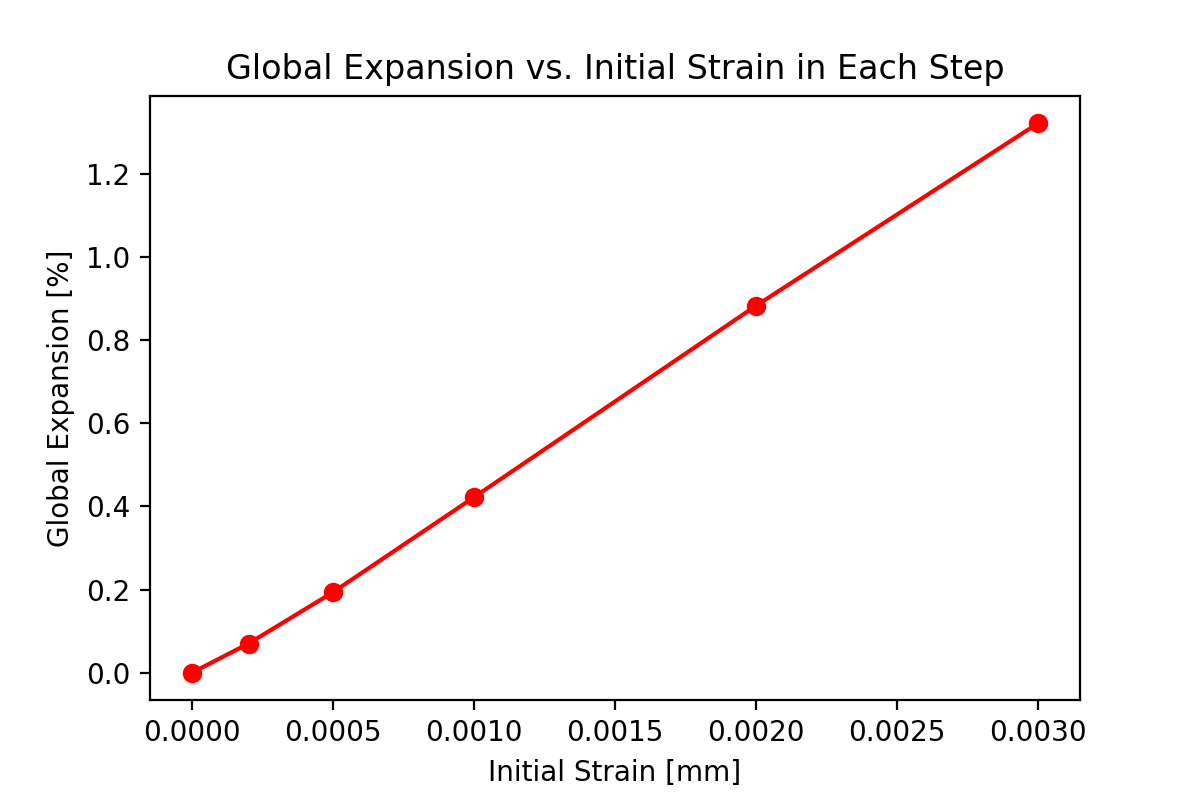 Global Expansion vs. Initial Strain in Each Step
Global Expansion [%]
1.2
1.0
0.8
0.6
0.4
0.2
0.0
0.0000 0.0005 0.0010 0.0015 0.0020 0.0025 0.0030
Initial Strain [mm]